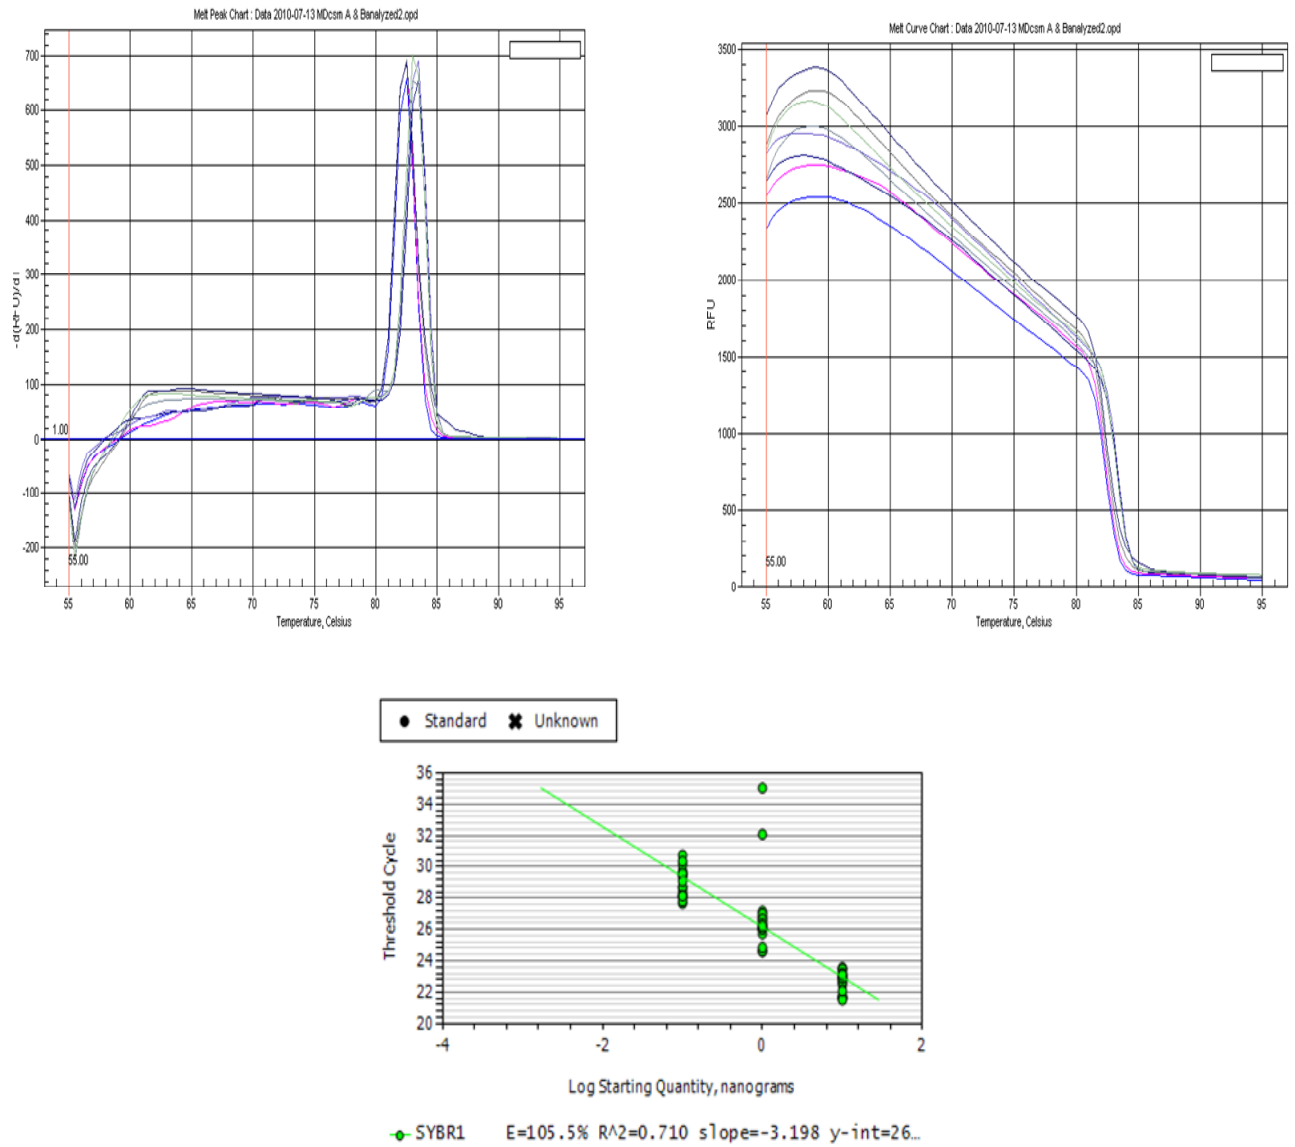 Melt Peak Chart : Data 2010-07-13 MDcsm A & Banalyzed2.opd
700
600
500
400
300
200
100
0
-100
-200
1.00
55.00
55 60 65 70 75 80 85 90 95
Temperature, Celsius
Melt Curve Chart : Data 2010-07-13 MDcsm A & Banalyzed2.opd
RFU
3500
3000
2500
2000
1500
1000
500
0
55.00
55 60 65 70 75 80 85 90 95
Temperature, Celsius
Standard Unknown
Threshold Cycle
36
34
32
30
28
26
24
22
20
-4 -2 0 2
Log Starting Quantity, nanograms
SYBR1 E=105.5% R^2=0.710 slope=-3.198 y-int=26...